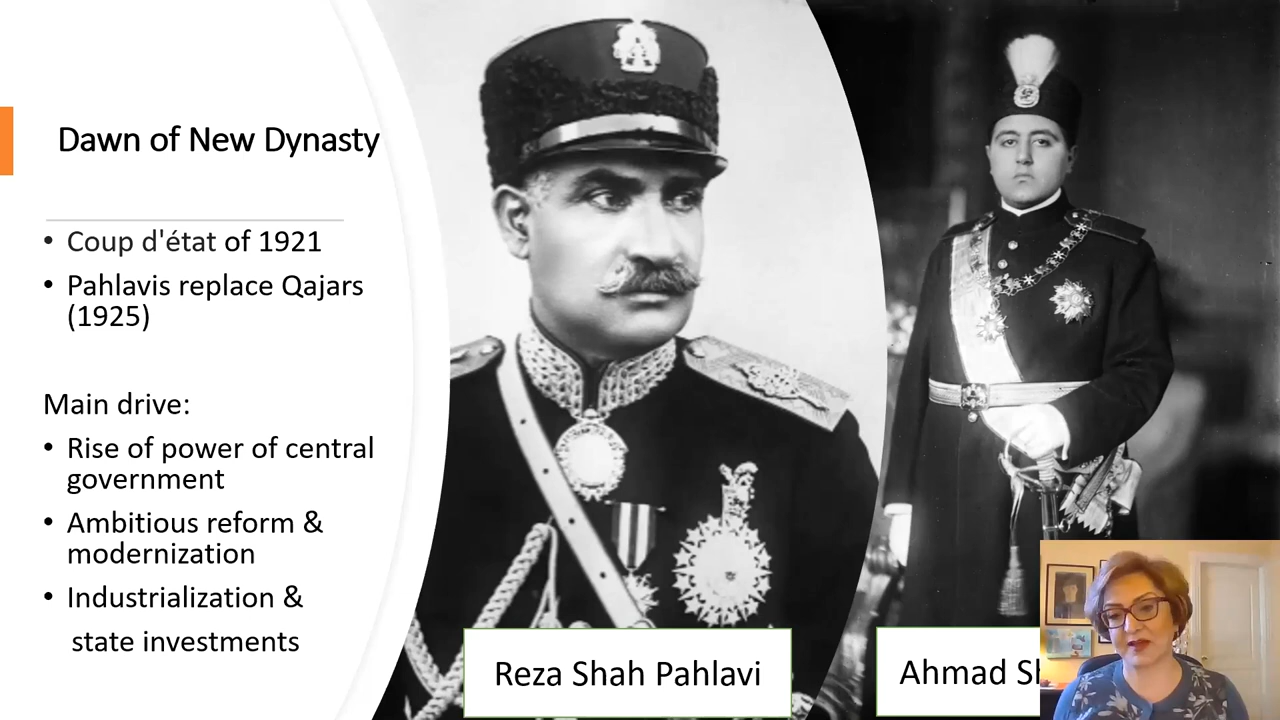 Dawn of New Dynasty
• Coup d'état of 1921
• Pahlavis replace Qajars
(1925)
Main drive:
• Rise of power of central
government
• Ambitious reform &
modernization
• Industrialization &
state investments
Reza Shah Pahlavi
Ahmad